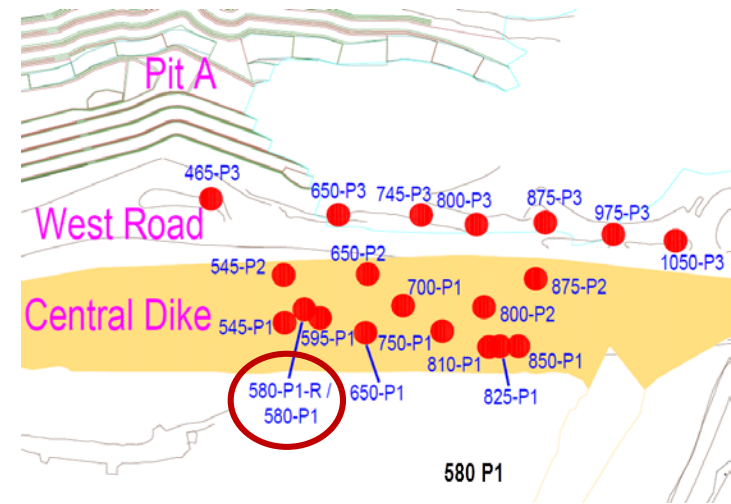 Pit A
465-P3
650-P3
745-P3
800-P3
875-P3
975-P3
1050-P3
West Road
545-P2
650-P2
875-P2
700-P1
800-P2
Central Dike
545-P1
595-P1
750-P1
810-P1
850-P1
580-P1-R /
580-P1
650-P1
825-P1
580 P1